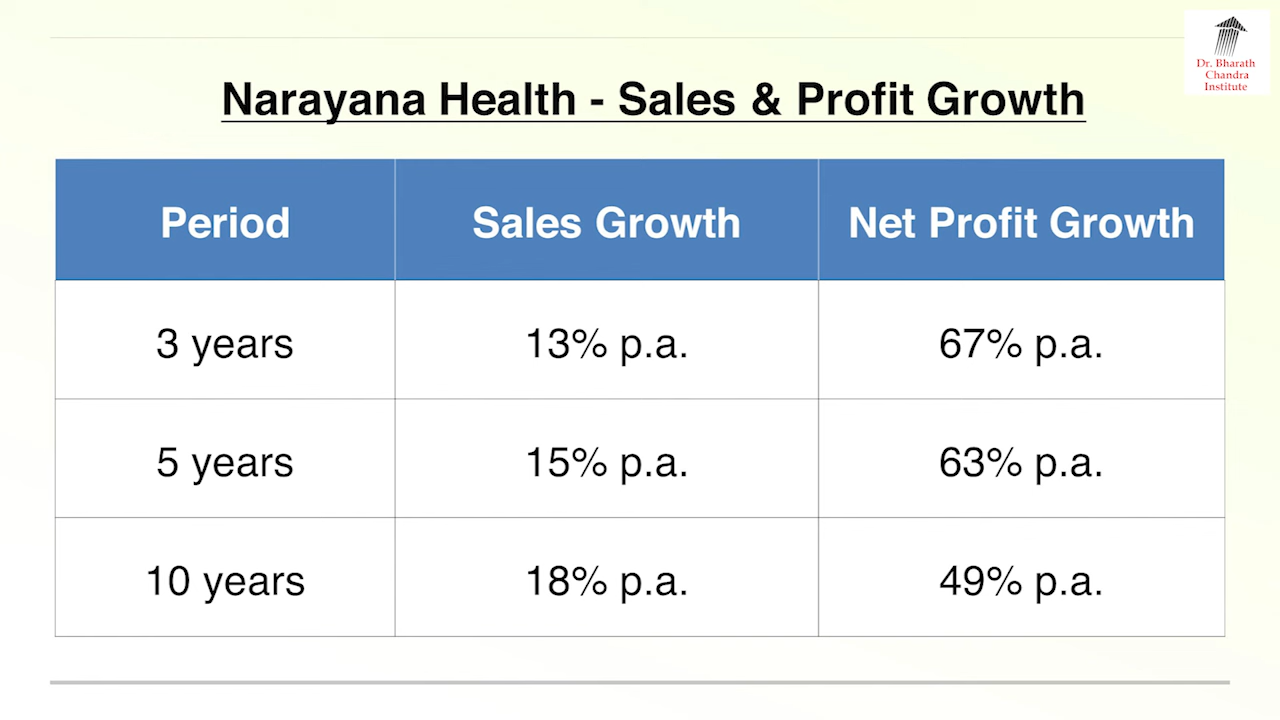 Dr. Bharath
Chandra
Institute
Narayana Health - Sales & Profit Growth
Period Sales Growth Net Profit Growth
3 years 13% p.a. 67% p.a.
5 years 15% p.a. 63% p.a.
10 years 18% p.a. 49% p.a.